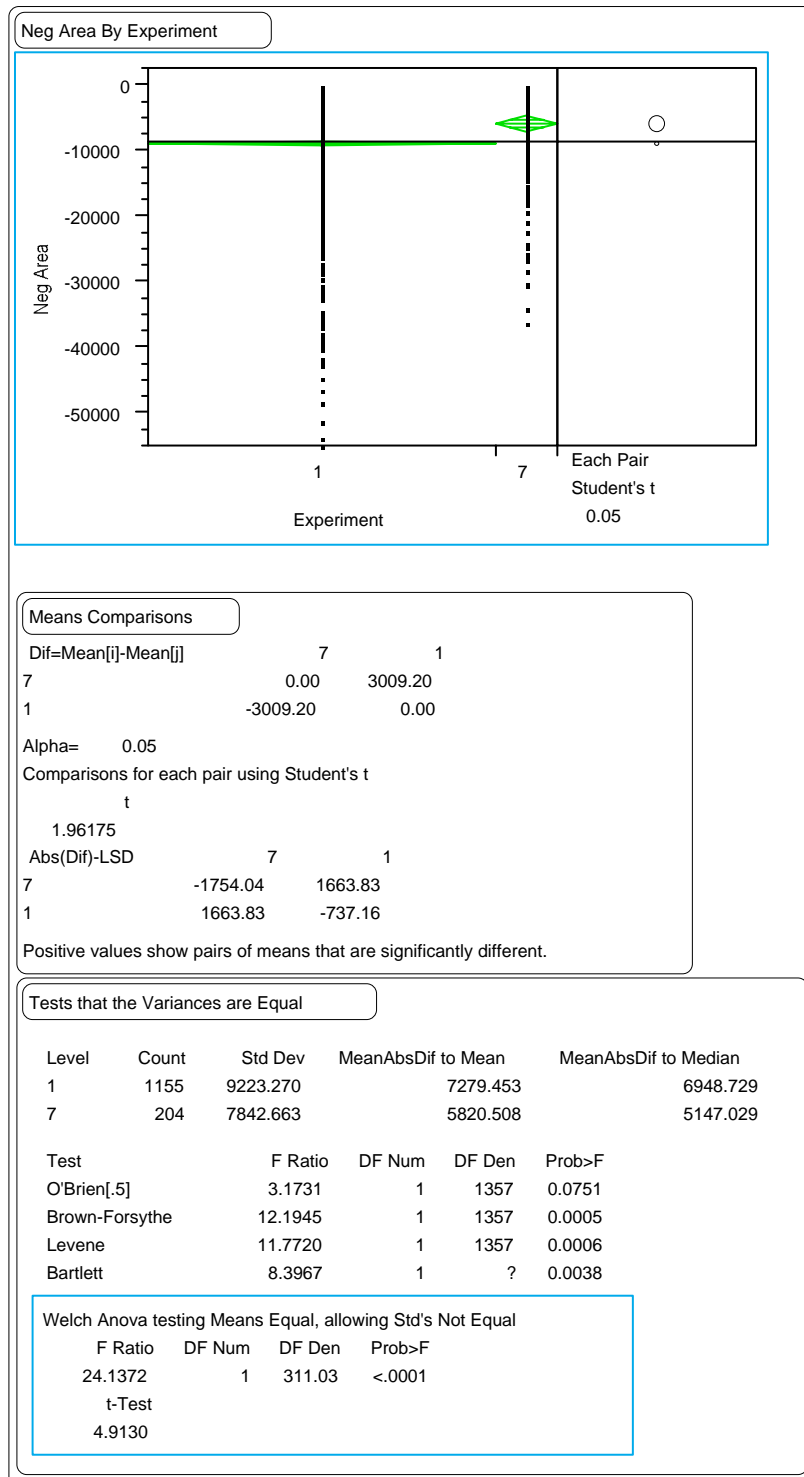 Neg Area By Experiment
0
-10000
-20000
-30000
-40000
-50000
Neg Area
1
7
Experiment
Each Pair
Student's t
0.05
Means Comparisons
Dif=Mean[i]-Mean[j] 7 1
7 0.00 3009.20
1 -3009.20 0.00
Alpha= 0.05
Comparisons for each pair using Student's t
t
1.96175
Abs(Dif)-LSD 7 1
7 -1754.04 1663.83
1 1663.83 -737.16
Positive values show pairs of means that are significantly different.
Tests that the Variances are Equal
Level Count Std Dev MeanAbsDif to Mean MeanAbsDif to Median
1 1155 9223.270 7279.453 6948.729
7 204 7842.663 5820.508 5147.029
Test F Ratio DF Num DF Den Prob>F
O'Brien[.5] 3.1731 1 1357 0.0751
Brown-Forsythe 12.1945 1 1357 0.0005
Levene 11.7720 1 1357 0.0006
Bartlett 8.3967 1 ? 0.0038
Welch Anova testing Means Equal, allowing Std's Not Equal
F Ratio DF Num DF Den Prob>F
24.1372 1 311.03 <.0001
t-Test
4.9130